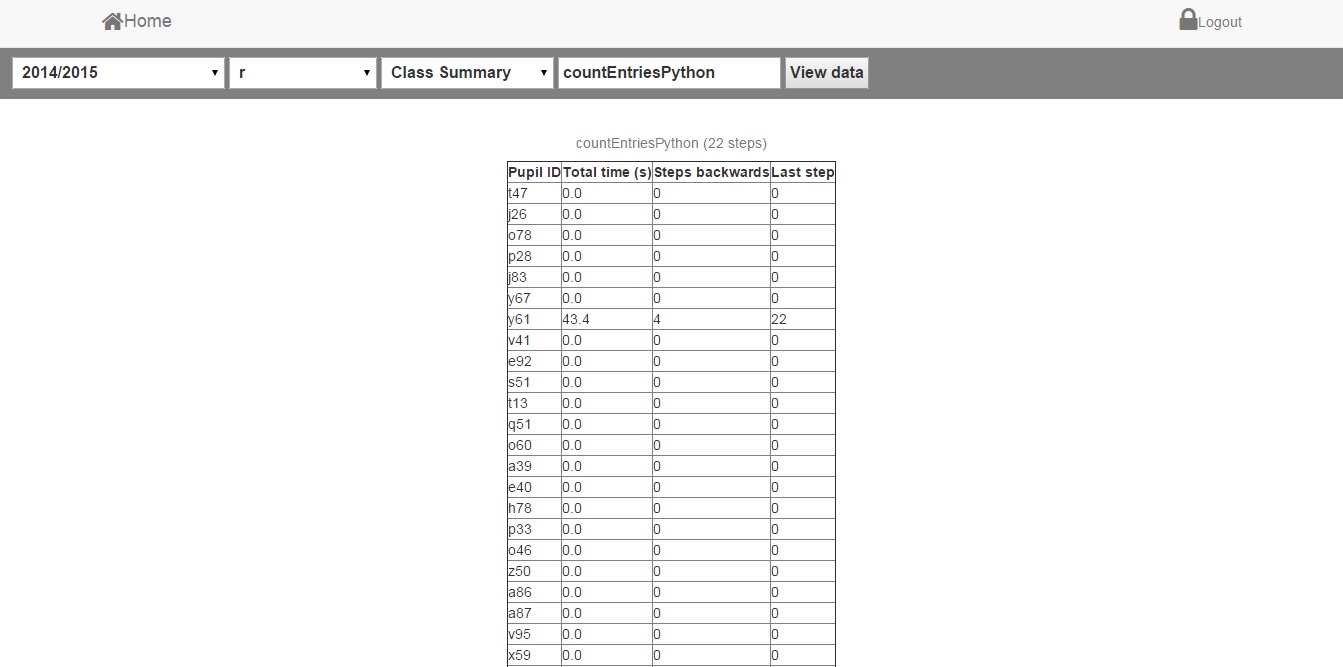 Home Logout
2014/2015 r Class Summary countEntriesPython View data
countEntriesPython (22 steps)
Pupil ID Total time (s) Steps backwards Last step
t47 0.0 0 0
j26 0.0 0 0
o78 0.0 0 0
p28 0.0 0 0
j83 0.0 0 0
y67 0.0 0 0
y61 43.4 4 22
v41 0.0 0 0
e92 0.0 0 0
s51 0.0 0 0
t13 0.0 0 0
q51 0.0 0 0
o60 0.0 0 0
a39 0.0 0 0
e40 0.0 0 0
h78 0.0 0 0
p33 0.0 0 0
o46 0.0 0 0
z50 0.0 0 0
a86 0.0 0 0
a87 0.0 0 0
v95 0.0 0 0
x59 0.0 0 0